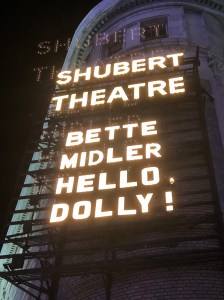 SHUBERT
SHUBERT
THEATRE
BETTE
MIDLER
HELLO,
DOLLY!